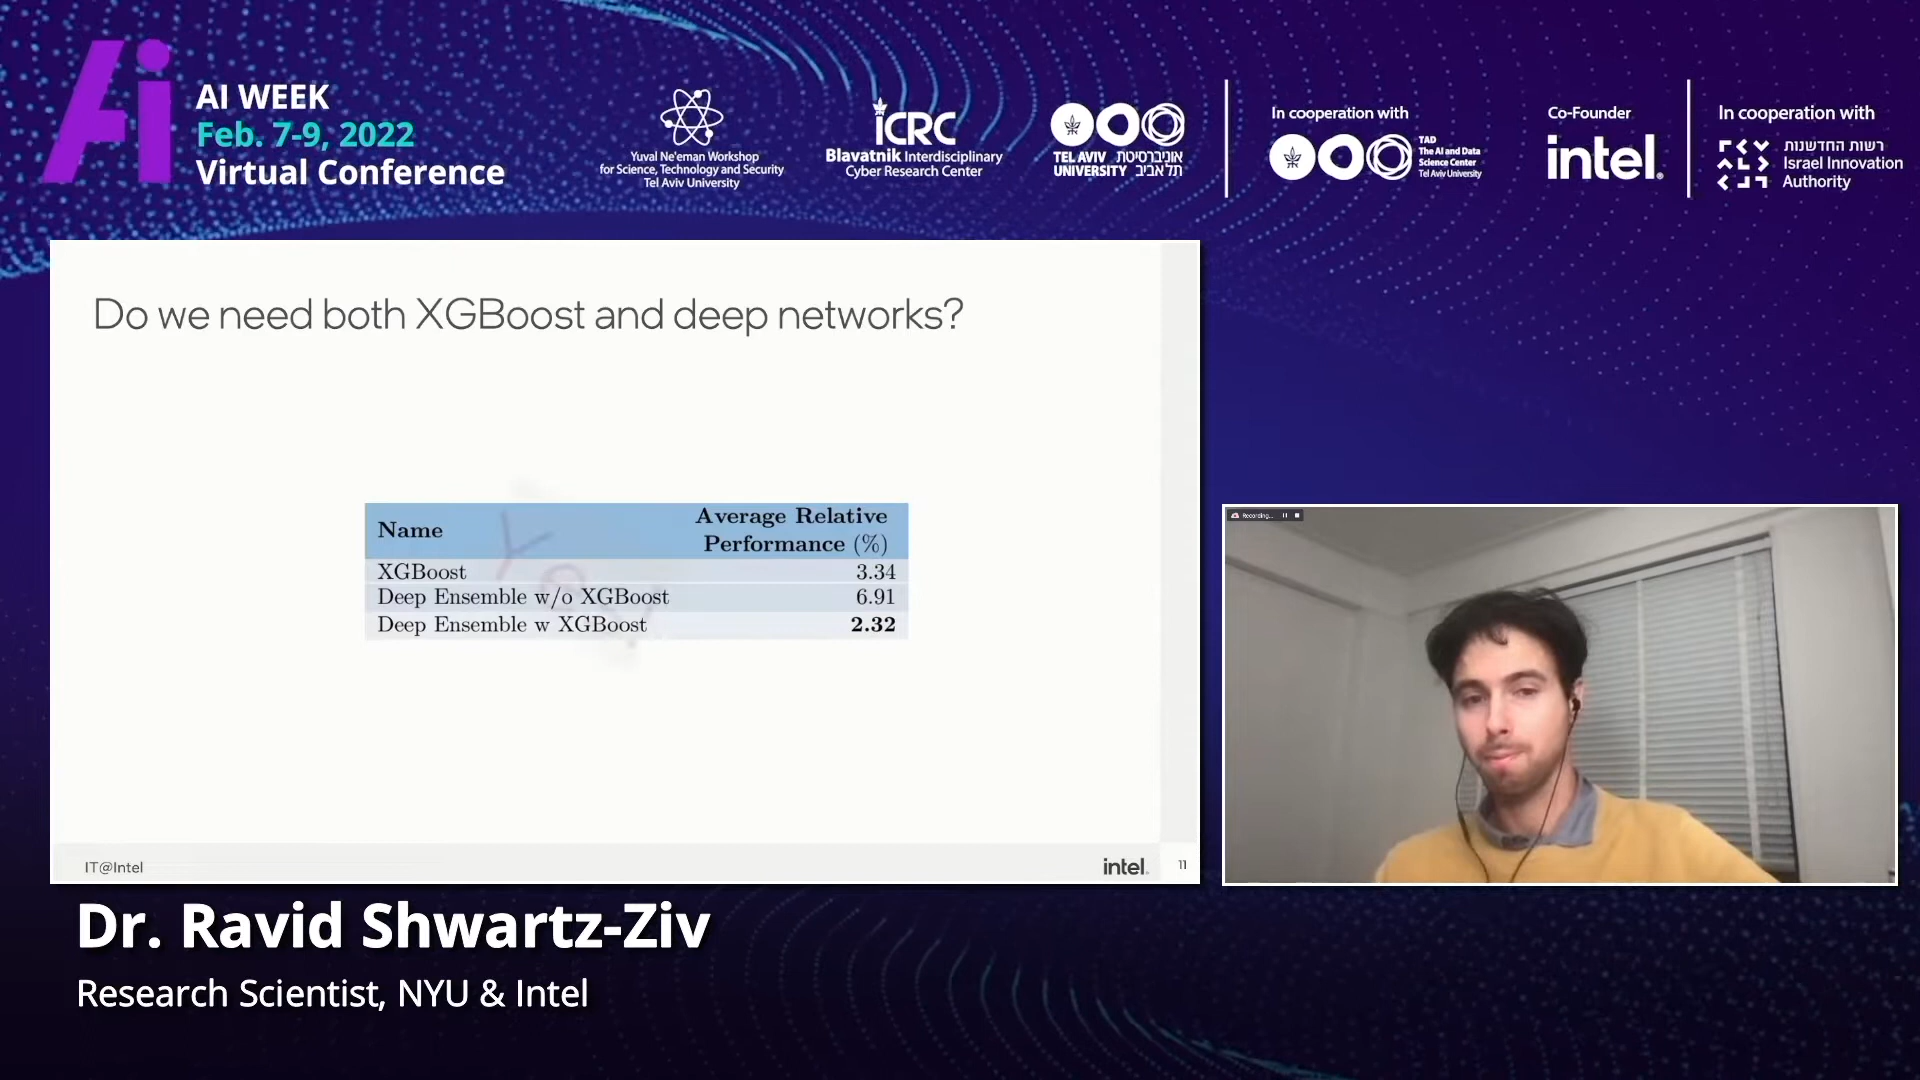 Ai
AI WEEK
Feb. 7-9, 2022
Virtual Conference
Yuval Ne'eman Workshop
for Science, Technology and Security
Tel Aviv University
iCRC
Blavatnik Interdisciplinary
Cyber Research Center
TEL AVIV אוניברסיטת
UNIVERSITY תל אביב
In cooperation with
TAD
The AI and Data
Science Center
Tel Aviv University
Co-Founder
intel.
In cooperation with
רשות החדשנות
Israel Innovation
Authority
Do we need both XGBoost and deep networks?
Yes!
Name Average Relative
Performance (%)
XGBoost 3.34
Deep Ensemble w/o XGBoost 6.91
Deep Ensemble w XGBoost 2.32
IT@Intel intel. 11
Recording...
Dr. Ravid Shwartz-Ziv
Research Scientist, NYU & Intel